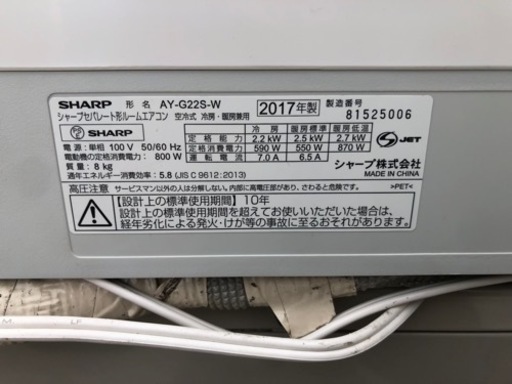 SHARP 形名 AY-G22S-W 2017年製 製造番号 81525006
シャープセパレート形ルームエアコン 空冷式 冷房・暖房兼用
PS E SHARP
電源:単相 100 V 50/60 Hz
電動機の定格消費電力: 800 W
質量: 8 kg
冷房 暖房標準 暖房低温
定格能力 2.2 kW 2.5 kW 2.7 kW
定格消費電力 590 W 550 W 870 W
運転電流 7.0 A 6.5 A
通年エネルギー消費効率: 5.8 (JIS C 9612:2013)
S JET
シャープ株式会社
MADE IN CHINA
高圧注意 サービスマン以外の人は分解しないで。内部に高電圧部があり、さわると危険です。
>PET<
【設計上の標準使用期間】10年
設計上の標準使用期間を超えてお使いいただいた場合は、
経年劣化による発火・けが等の事故に至るおそれがあります。